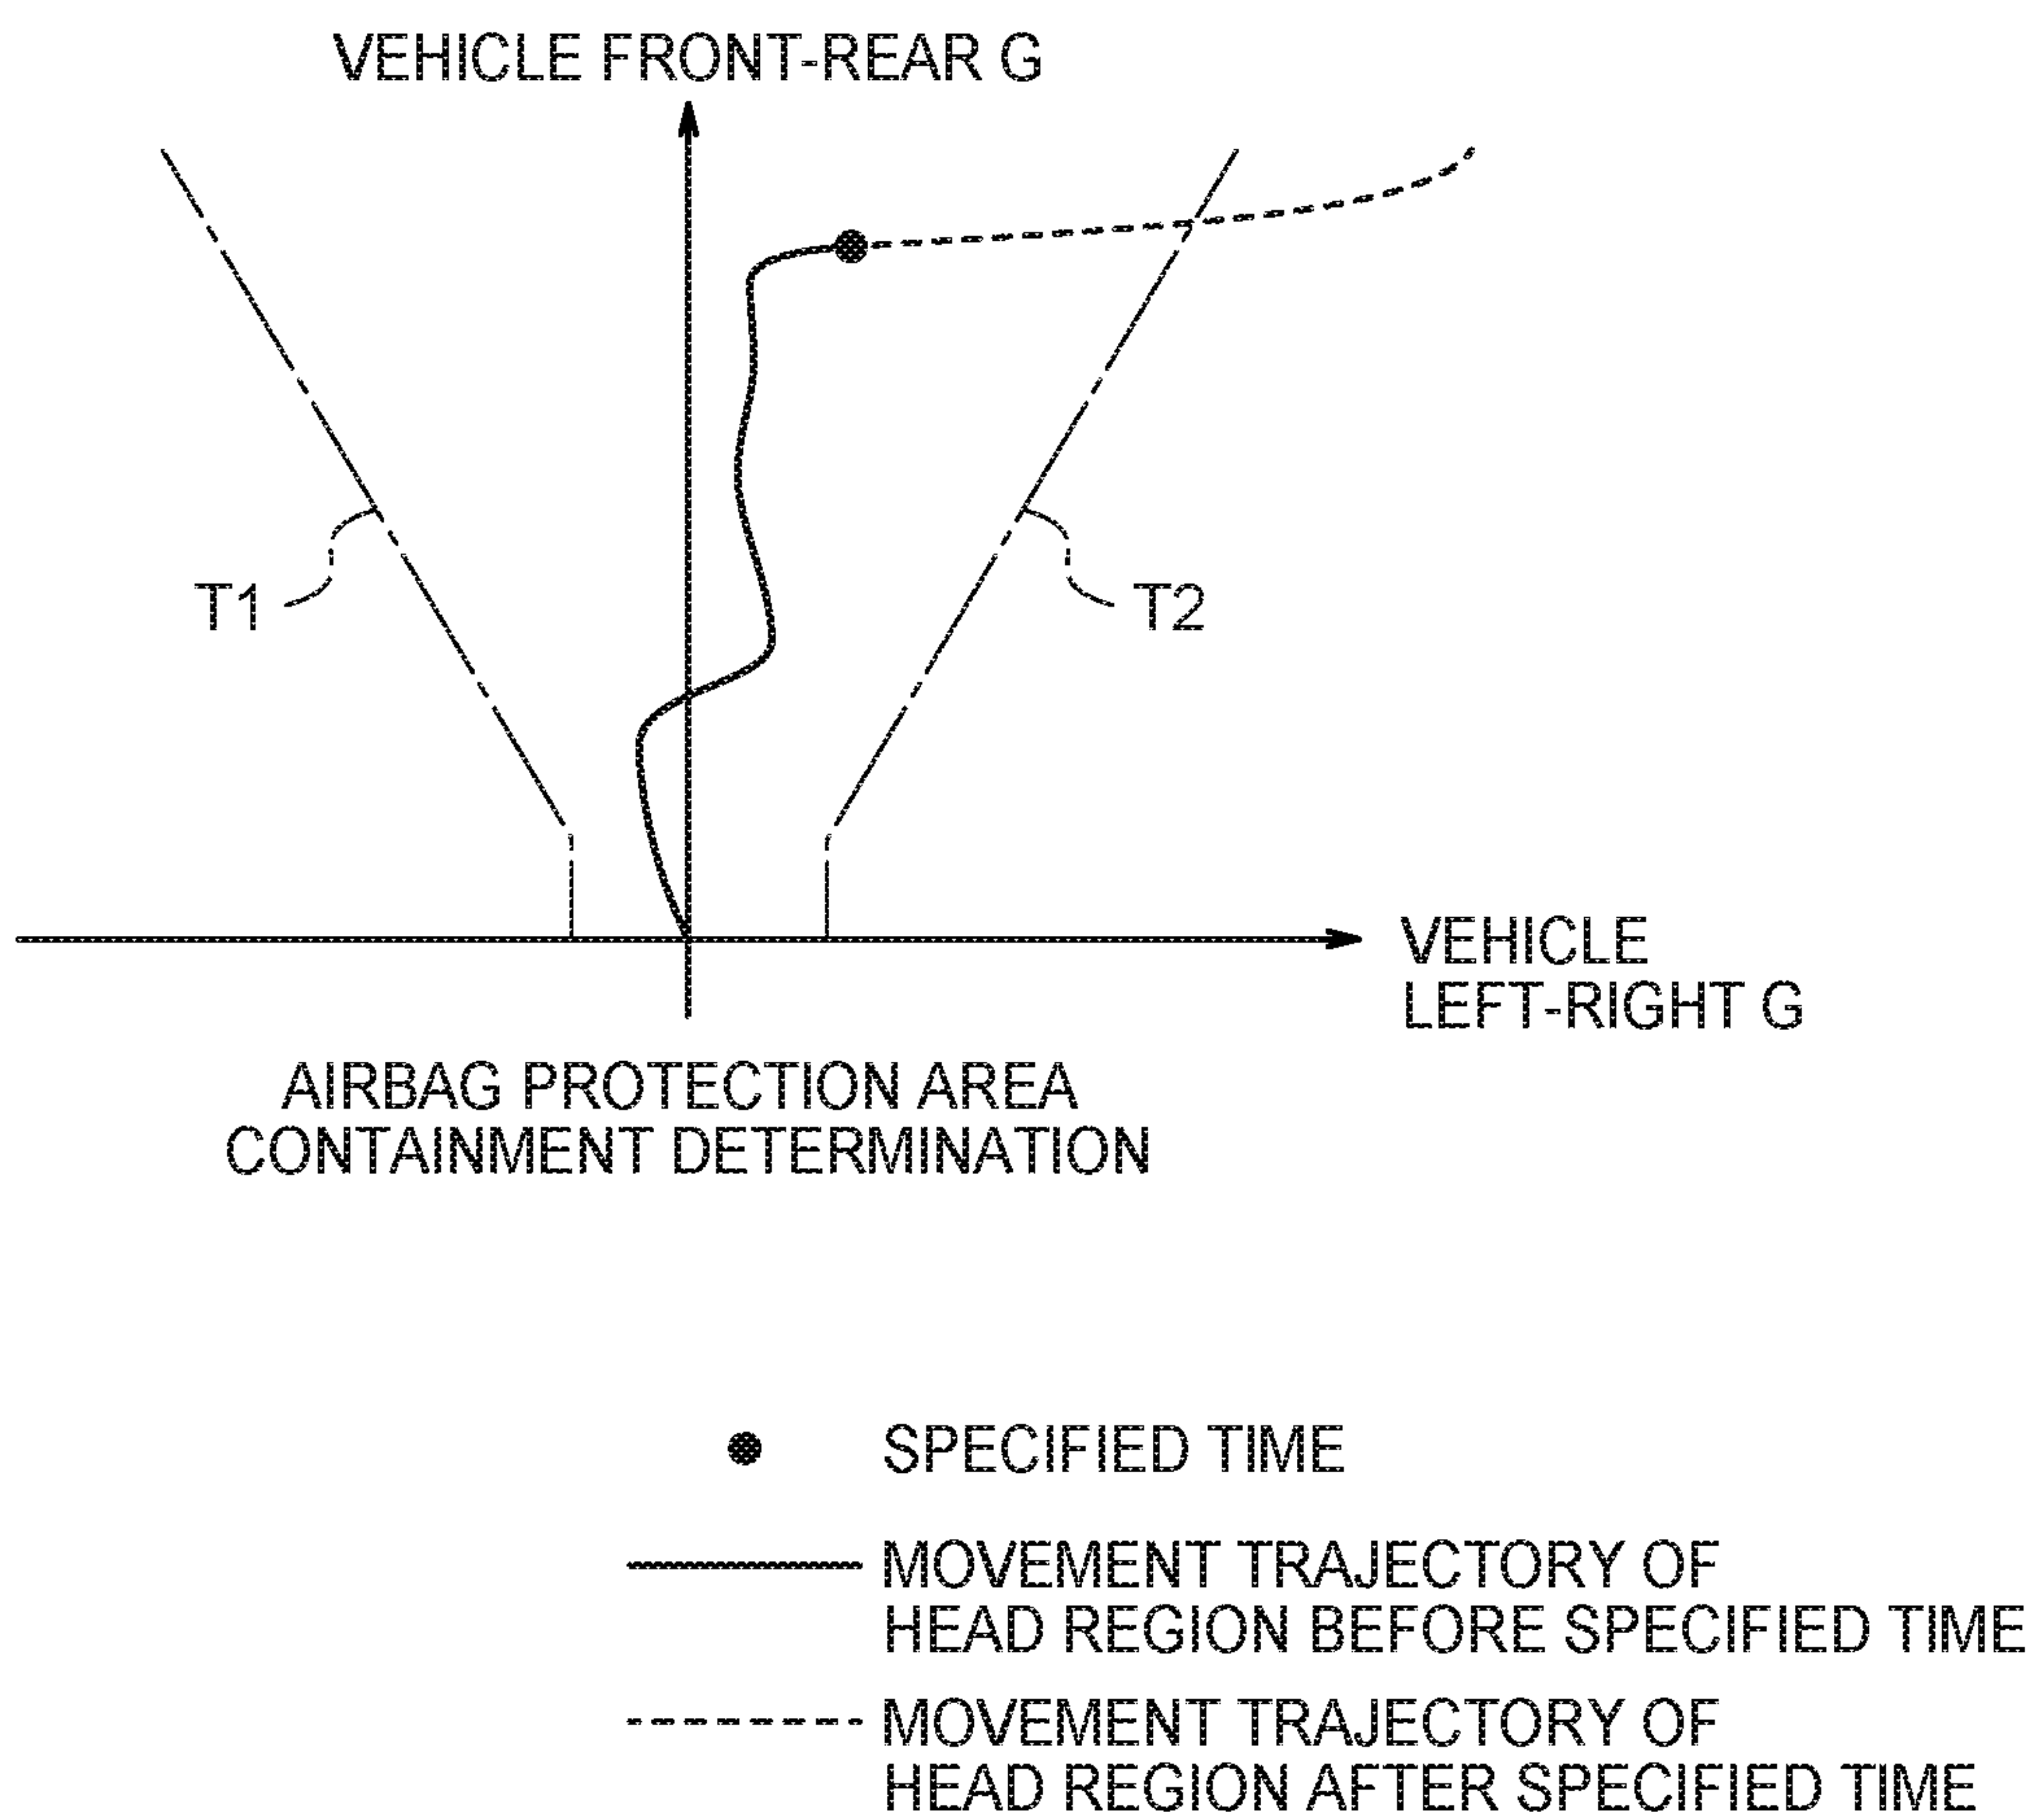 VEHICLE FRONT-REAR G
T1
T2
VEHICLE
LEFT-RIGHT G
AIRBAG PROTECTION AREA
CONTAINMENT DETERMINATION
SPECIFIED TIME
MOVEMENT TRAJECTORY OF
HEAD REGION BEFORE SPECIFIED TIME
MOVEMENT TRAJECTORY OF
HEAD REGION AFTER SPECIFIED TIME